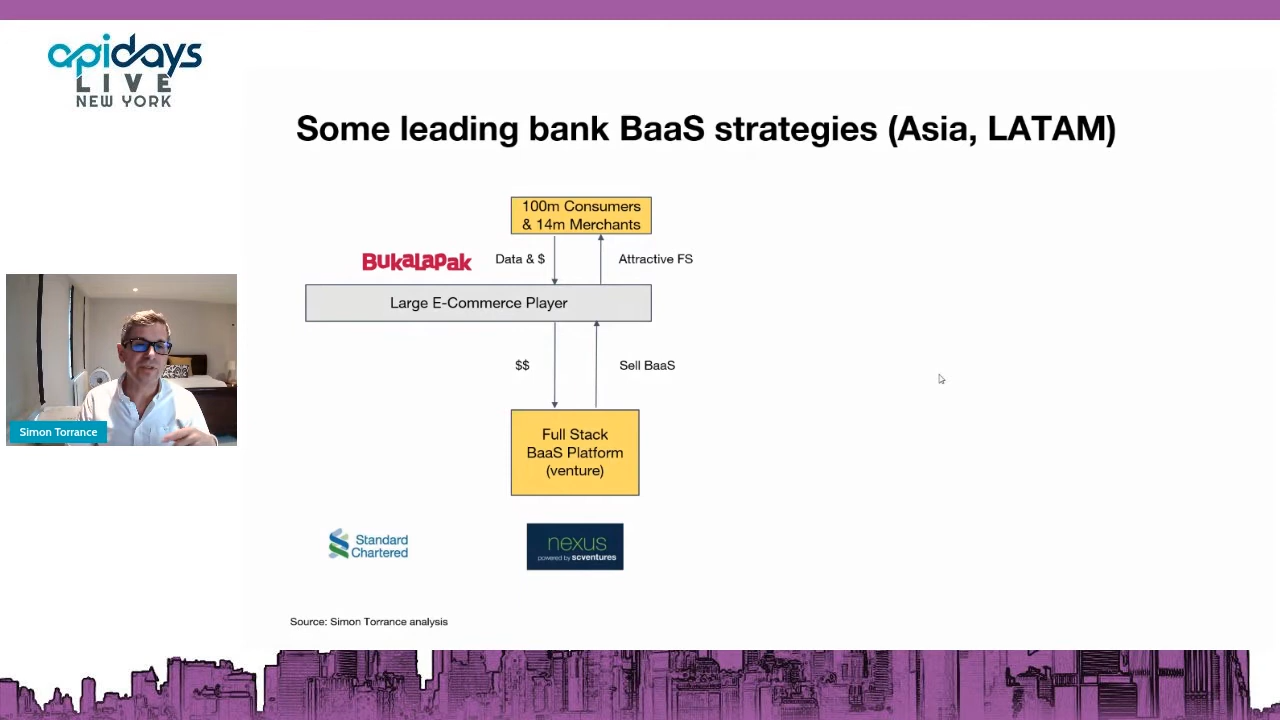 apidays
LIVE
NEW YORK
Some leading bank BaaS strategies (Asia, LATAM)
100m Consumers
& 14m Merchants
BukaLapak
Data & $
Attractive FS
Large E-Commerce Player
$$
Sell BaaS
Simon Torrance
Full Stack
BaaS Platform
(venture)
Standard
Chartered
nexus
powered by scventures
Source: Simon Torrance analysis